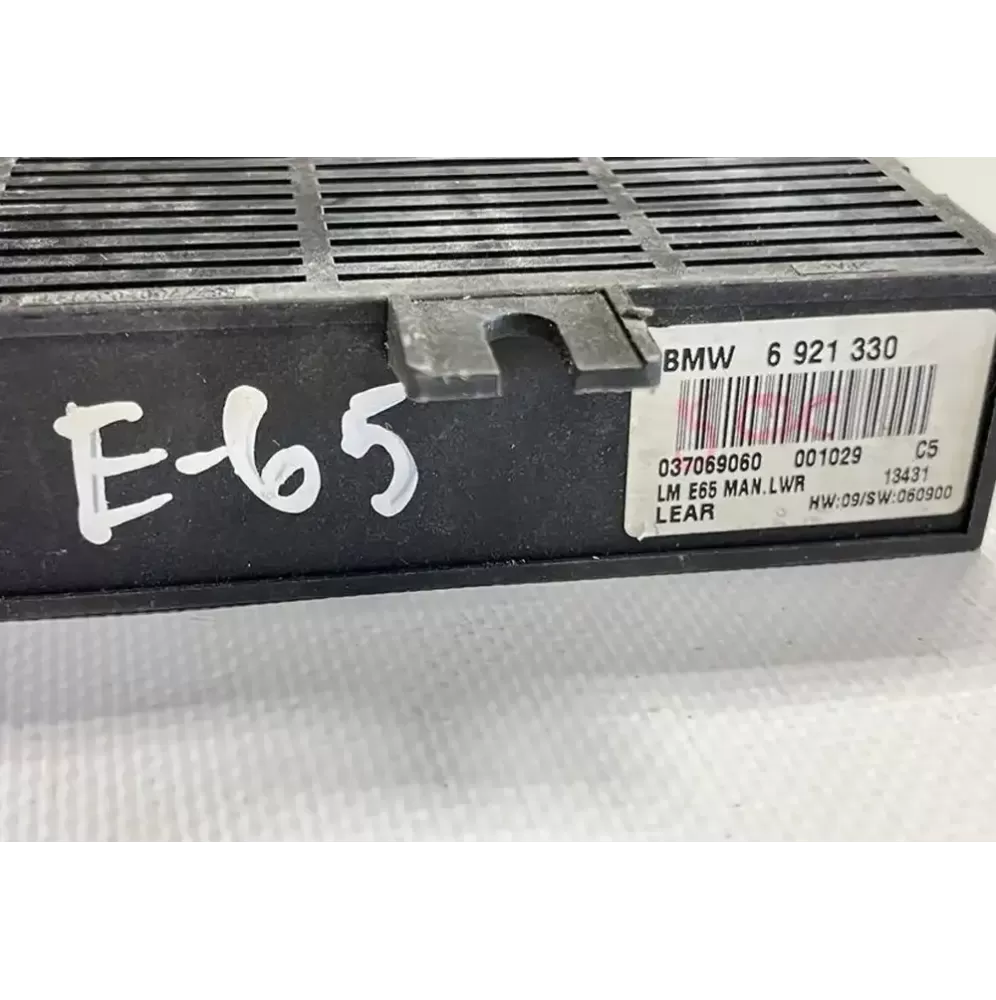 E-65
BMW 6 921 330
037069060 001029 C5
LM E65 MAN.LWR 13431
LEAR HW:09/SW:060900